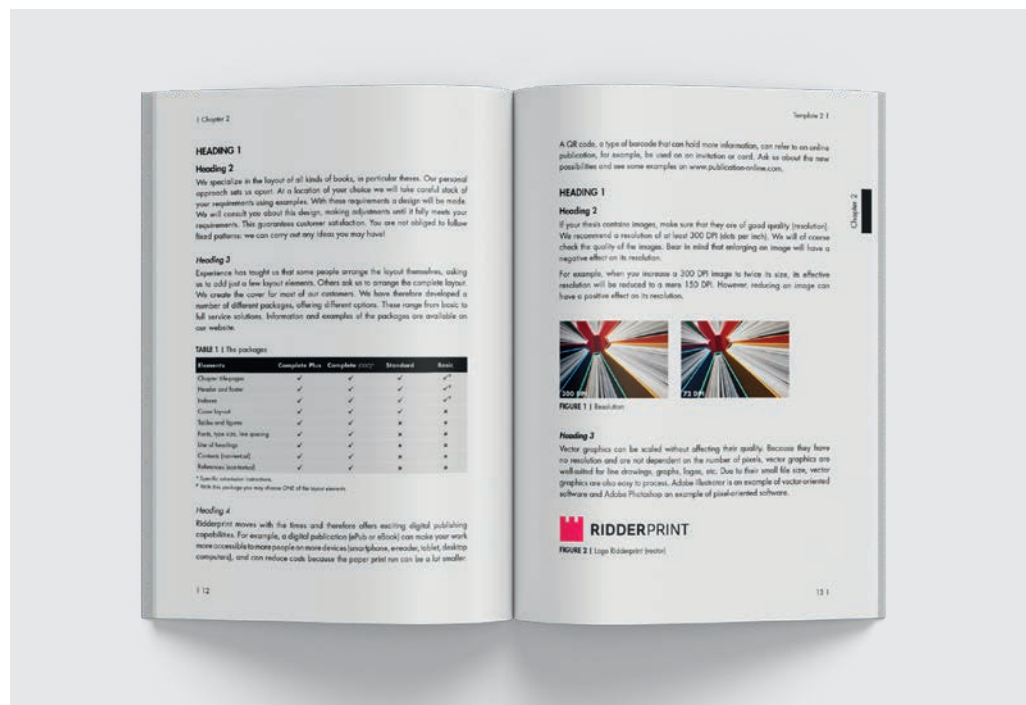 | Chapter 2
HEADING 1
Heading 2
We specialize in the layout of all kinds of books, in particular theses. Our personal
approach sets us apart. At a location of your choice we will take careful stock of
your requirements using examples. With these requirements a design will be made.
We will consult you about this design, making adjustments until it fully meets your
requirements. This guarantees customer satisfaction. You are not obliged to follow
fixed patterns: we can carry out any ideas you may have!
Heading 3
Experience has taught us that some people arrange the layout themselves, asking
us to add just a few layout elements. Others ask us to arrange the complete layout.
We create the cover for most of our customers. We have therefore developed a
number of different packages, offering different options. These range from basic to
full service solutions. Information and examples of the packages are available on
our website.
TABLE 1 | The packages
Elements Complete Plus Complete Standard Basic
Chapter titlepages ✓ ✓ ✓ ✓#
Header and footer ✓ ✓ ✓ ✓#
Indexes ✓ ✓ ✓ ✓#
Cover layout ✓ ✓ ✓ ×
Tables and figures ✓ ✓ × ×
Fonts, type size, line spacing ✓ ✓ × ×
Use of headings ✓ ✓ × ×
Contents (non-textual) ✓ ✓ × ×
References (non-textual) ✓ ✓ × ×
* Specific submission instructions.
# With this package you may choose ONE of the layout elements.
Heading 4
Ridderprint moves with the times and therefore offers exciting digital publishing
capabilities. For example, a digital publication (ePub or eBook) can make your work
more accessible to more people on more devices (smartphone, e-reader, tablet, desktop
computers), and can reduce costs because the paper print run can be a lot smaller.
| 12
Template 2 |
A QR code, a type of barcode that can hold more information, can refer to an online
publication, for example, be used on an invitation or card. Ask us about the new
possibilities and see some examples on www.publication-online.com.
HEADING 1
Heading 2
If your thesis contains images, make sure that they are of good quality (resolution).
We recommend a resolution of at least 300 DPI (dots per inch). We will of course
check the quality of the images. Bear in mind that enlarging an image will have a
negative effect on its resolution.
For example, when you increase a 300 DPI image to twice its size, its effective
resolution will be reduced to a mere 150 DPI. However, reducing an image can
have a positive effect on its resolution.
300 DPI
72 DPI
FIGURE 1 | Resolution
Heading 3
Vector graphics can be scaled without affecting their quality. Because they have
no resolution and are not dependent on the number of pixels, vector graphics are
well-suited for line drawings, graphs, logos, etc. Due to their small file size, vector
graphics are also easy to process. Adobe Illustrator is an example of vector-oriented
software and Adobe Photoshop an example of pixel-oriented software.
RIDDERPRINT
FIGURE 2 | Logo Ridderprint (vector)
13 |
Chapter 2